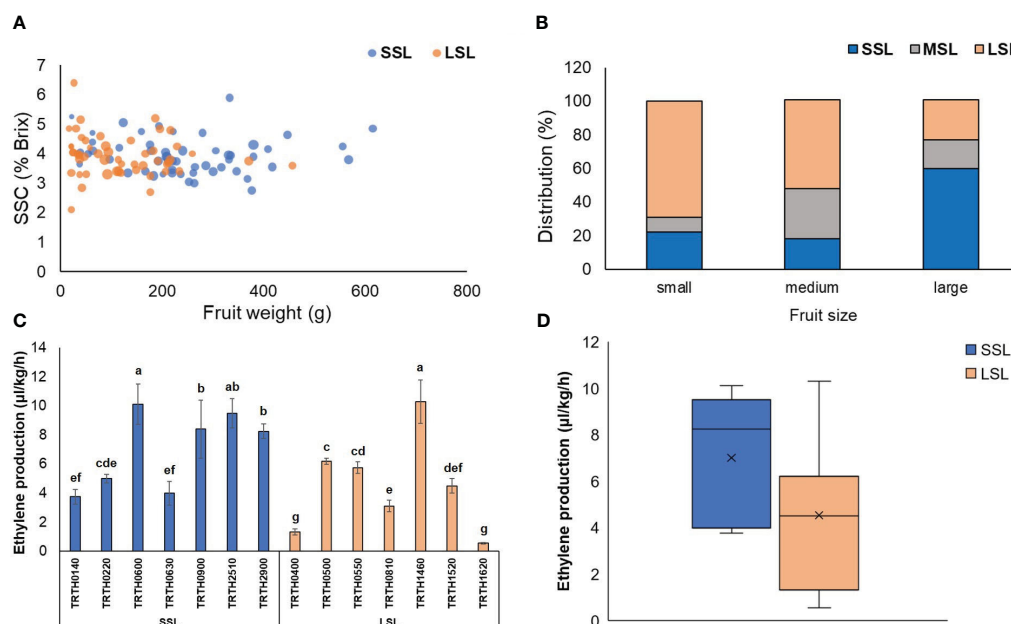 A
SSL LSL
SSC (% Brix)
7
6
5
4
3
2
1
0
0 200 400 600 800
Fruit weight (g)
B
SSL MSL LSL
Distribution (%)
120
100
80
60
40
20
0
small medium large
Fruit size
C
Ethylene production (µl/kg/h)
14
12
10
8
6
4
2
0
ef cde a ef b ab b g c cd e a def g
TRTH0140 TRTH0220 TRTH0600 TRTH0630 TRTH0900 TRTH2510 TRTH2900 TRTH0400 TRTH0500 TRTH0550 TRTH0810 TRTH1460 TRTH1520 TRTH1620
SSL LSL
D
SSL
LSL
Ethylene production (µl/kg/h)
12
10
8
6
4
2
0